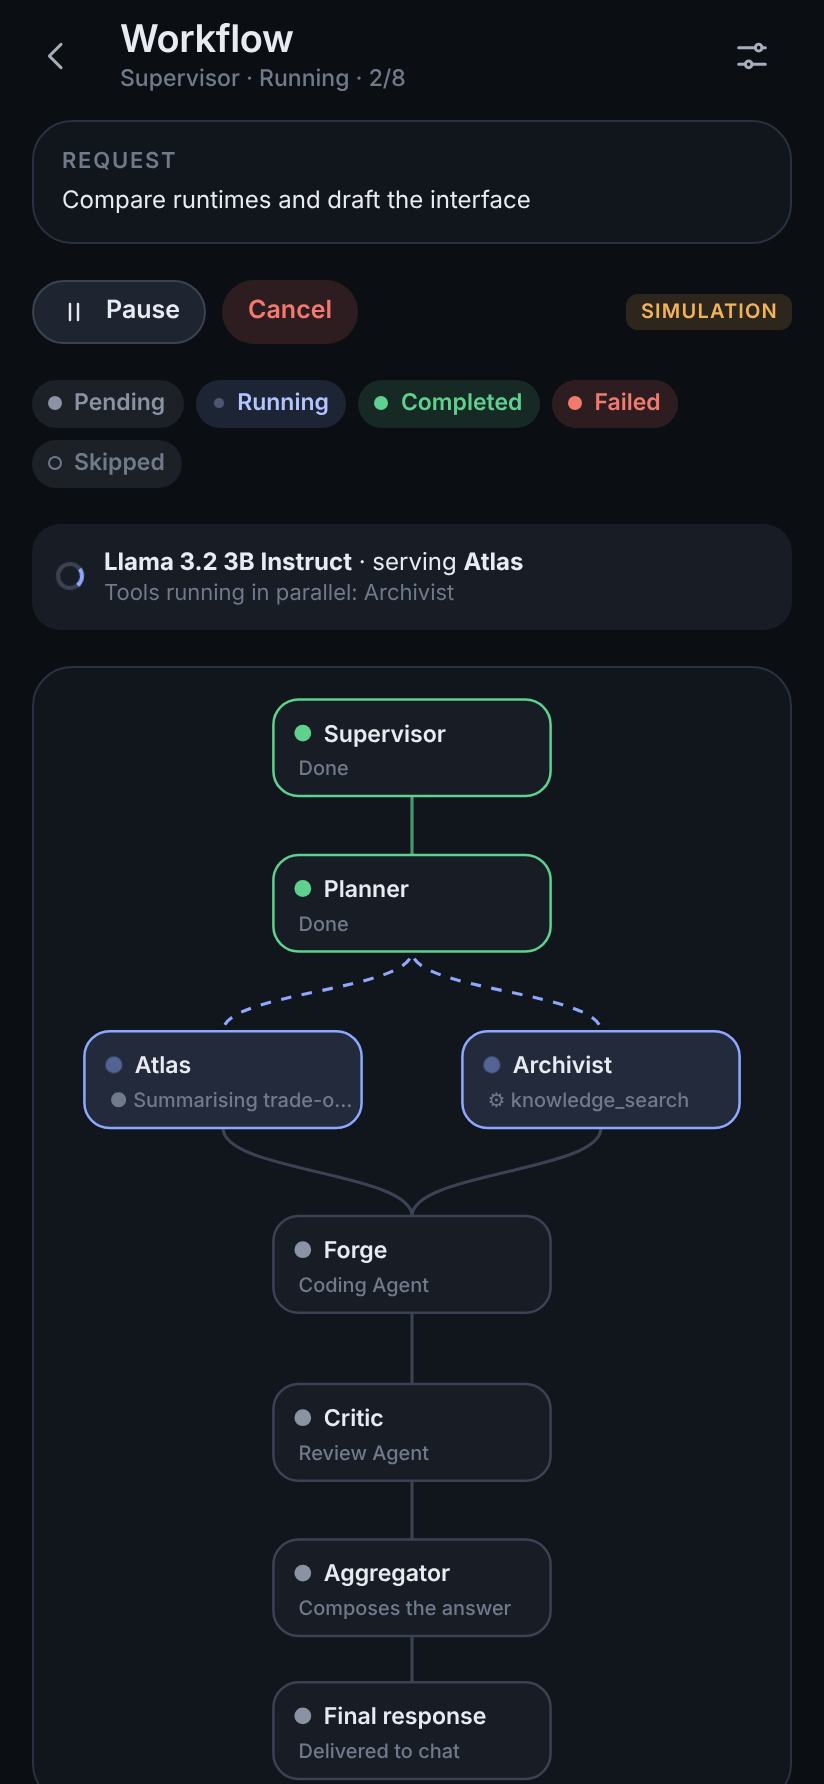 Workflow
Supervisor · Running · 2/8
REQUEST
Compare runtimes and draft the interface
Pause
Cancel
SIMULATION
Pending
Running
Completed
Failed
Skipped
Llama 3.2 3B Instruct · serving Atlas
Tools running in parallel: Archivist
Supervisor
Done
Planner
Done
Atlas
Summarising trade-o...
Archivist
knowledge_search
Forge
Coding Agent
Critic
Review Agent
Aggregator
Composes the answer
Final response
Delivered to chat